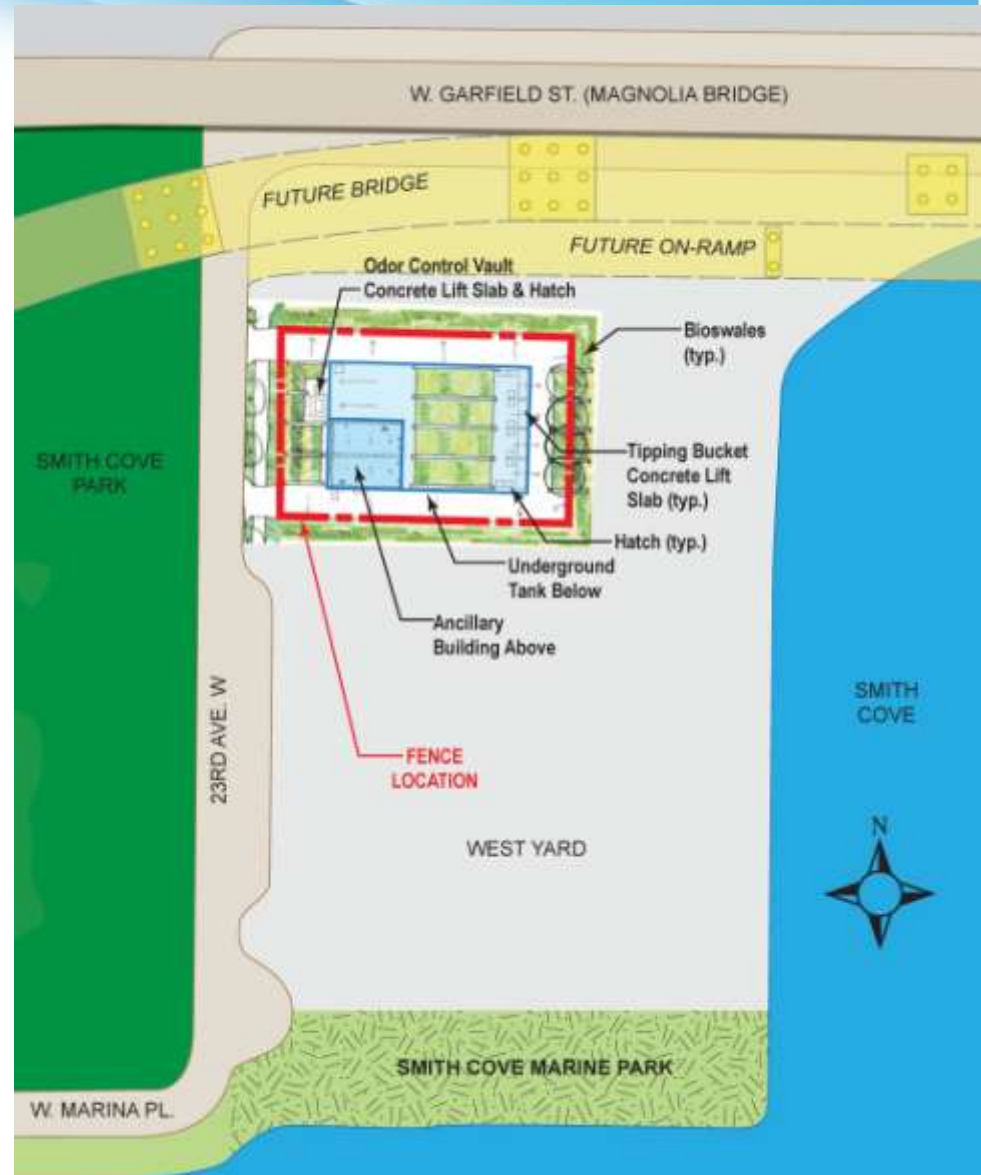 W. GARFIELD ST. (MAGNOLIA BRIDGE)
FUTURE BRIDGE
FUTURE ON-RAMP
Odor Control Vault
Concrete Lift Slab & Hatch
Bioswales
(typ.)
SMITH COVE
PARK
Tipping Bucket
Concrete Lift
Slab (typ.)
Hatch (typ.)
Underground
Tank Below
Ancillary
Building Above
23RD AVE. W
SMITH
COVE
FENCE
LOCATION
WEST YARD
N
SMITH COVE MARINE PARK
W. MARINA PL.